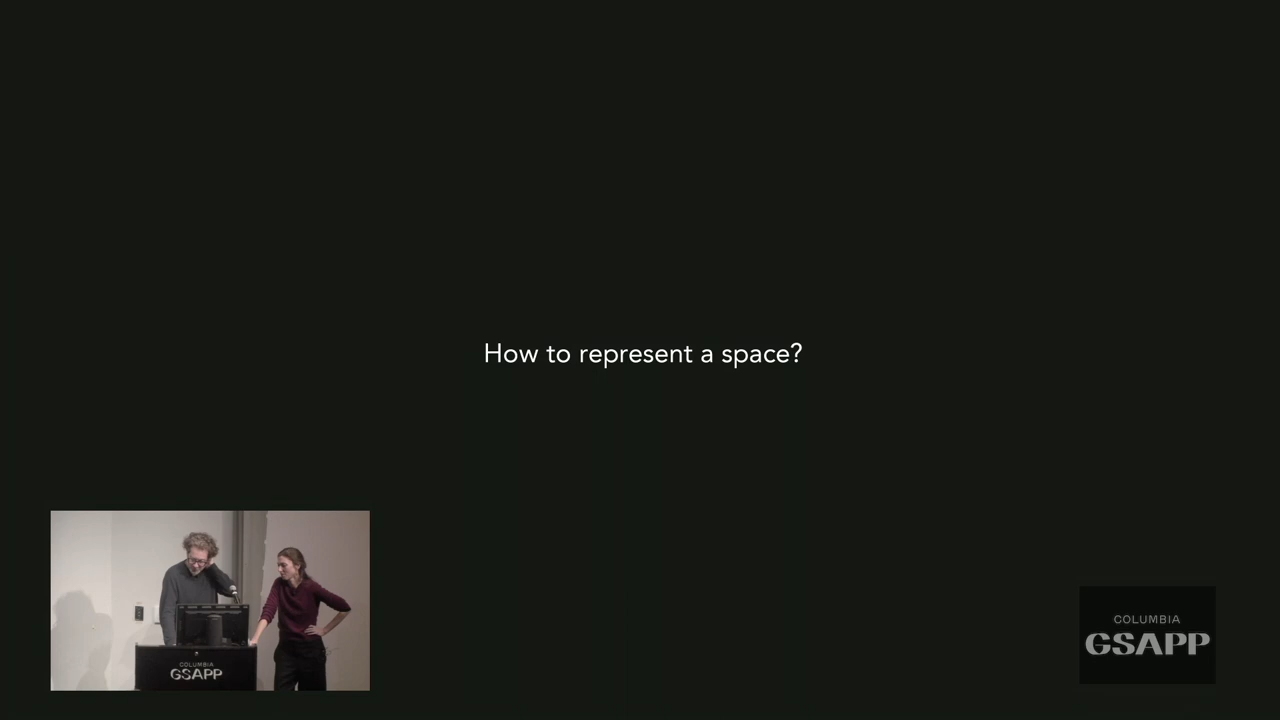 How to represent a space?
COLUMBIA
GSAPP
COLUMBIA
GSAPP